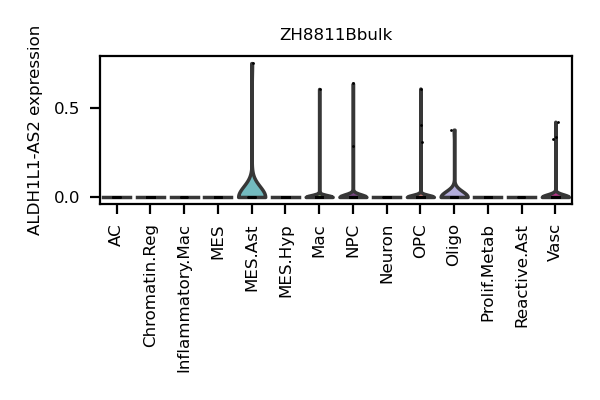 ZH8811Bbulk
ALDH1L1-AS2 expression
0.5
0.0
AC
Chromatin.Reg
Inflammatory.Mac
MES
MES.Ast
MES.Hyp
Mac
NPC
Neuron
OPC
Oligo
Prolif.Metab
Reactive.Ast
Vasc